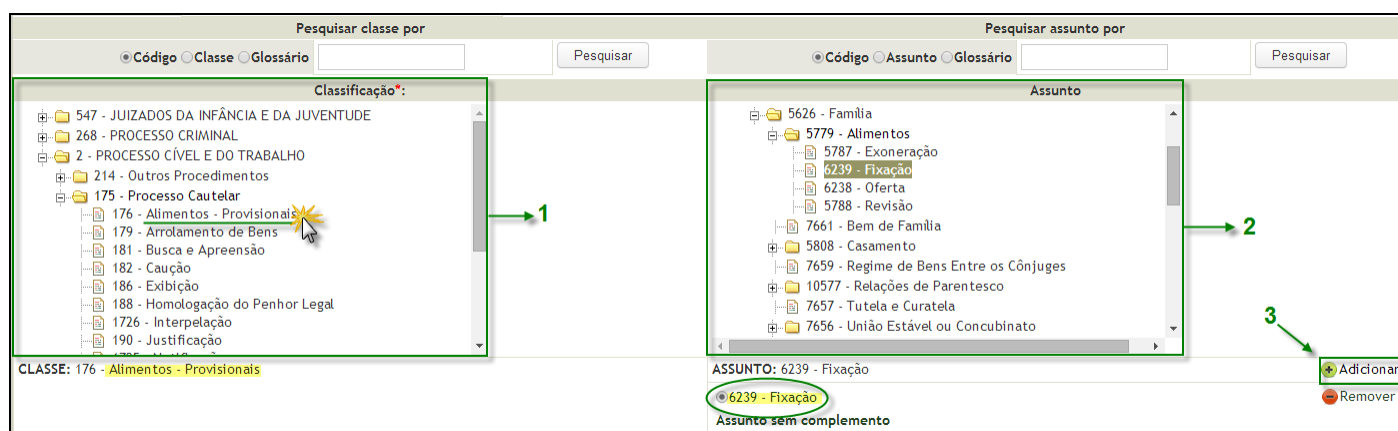 Pesquisar classe por
Código Classe Glossário Pesquisar
Classificação*:
547 - JUIZADOS DA INFÂNCIA E DA JUVENTUDE
268 - PROCESSO CRIMINAL
2 - PROCESSO CÍVEL E DO TRABALHO
214 - Outros Procedimentos
175 - Processo Cautelar
176 - Alimentos - Provisionais
179 - Arrolamento de Bens
181 - Busca e Apreensão
182 - Caução
186 - Exibição
188 - Homologação do Penhor Legal
1726 - Interpelação
190 - Justificação
1
CLASSE: 176 - Alimentos - Provisionais
Pesquisar assunto por
Código Assunto Glossário Pesquisar
Assunto
5626 - Família
5779 - Alimentos
5787 - Exoneração
6239 - Fixação
6238 - Oferta
5788 - Revisão
7661 - Bem de Família
5808 - Casamento
7659 - Regime de Bens Entre os Cônjuges
10577 - Relações de Parentesco
7657 - Tutela e Curatela
7656 - União Estável ou Concubinato
2
3
ASSUNTO: 6239 - Fixação Adicionar
6239 - Fixação Remover
Assunto sem complemento